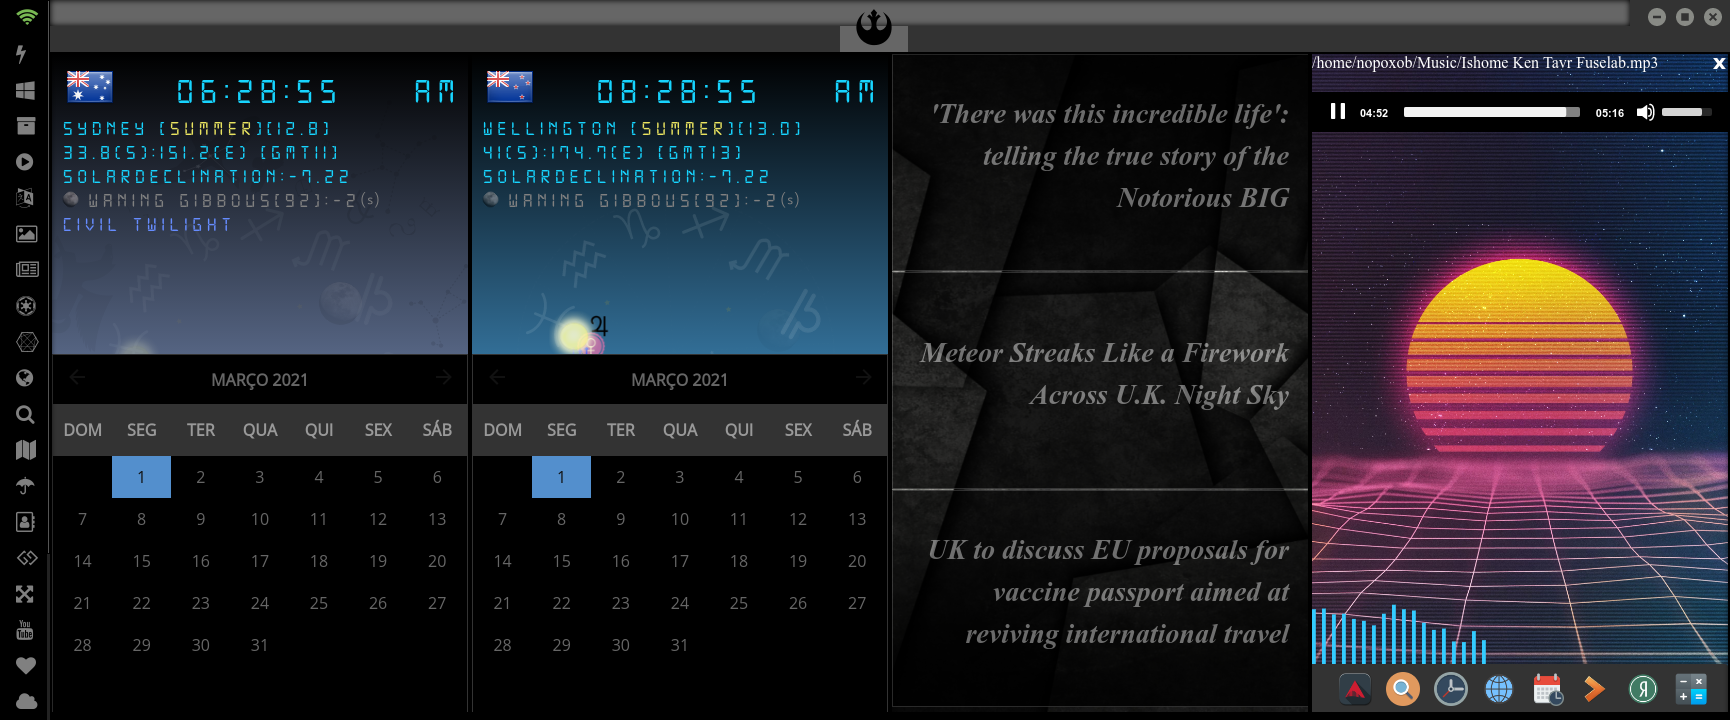 06:28:55 AM
SYDNEY [SUMMER][12.8]
33.8(S):151.2(E) [GMT11]
SOLARDECLINATION:-7.22
WANING GIBBOUS[92]:-2(s)
CIVIL TWILIGHT
MARÇO 2021
DOM SEG TER QUA QUI SEX SÁB
1 2 3 4 5 6
7 8 9 10 11 12 13
14 15 16 17 18 19 20
21 22 23 24 25 26 27
28 29 30 31
08:28:55 AM
WELLINGTON [SUMMER][13.0]
41(S):174.7(E) [GMT13]
SOLARDECLINATION:-7.22
WANING GIBBOUS[92]:-2(s)
MARÇO 2021
DOM SEG TER QUA QUI SEX SÁB
1 2 3 4 5 6
7 8 9 10 11 12 13
14 15 16 17 18 19 20
21 22 23 24 25 26 27
28 29 30 31
'There was this incredible life':
telling the true story of the
Notorious BIG
Meteor Streaks Like a Firework
Across U.K. Night Sky
UK to discuss EU proposals for
vaccine passport aimed at
reviving international travel
/home/nopoxob/Music/Ishome Ken Tavr Fuselab.mp3 x
04:52 05:16
You
Tube
Я